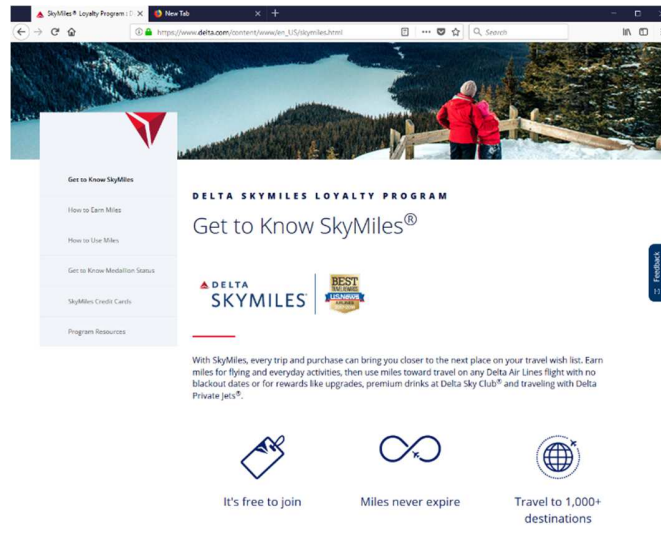 SkyMiles® Loyalty Program : D
New Tab
https://www.delta.com/content/www/en_US/skymiles.html
Search
Get to Know SkyMiles
How to Earn Miles
How to Use Miles
Get to Know Medallion Status
SkyMiles Credit Cards
Program Resources
DELTA SKYMILES LOYALTY PROGRAM
Get to Know SkyMiles®
DELTA
SKYMILES
BEST
TRAVEL REWARDS
U.S.NEWS
AIRLINES
With SkyMiles, every trip and purchase can bring you closer to the next place on your travel wish list. Earn
miles for flying and everyday activities, then use miles toward travel on any Delta Air Lines flight with no
blackout dates or for rewards like upgrades, premium drinks at Delta Sky Club® and traveling with Delta
Private Jets®.
It's free to join
Miles never expire
Travel to 1,000+
destinations
Feedback